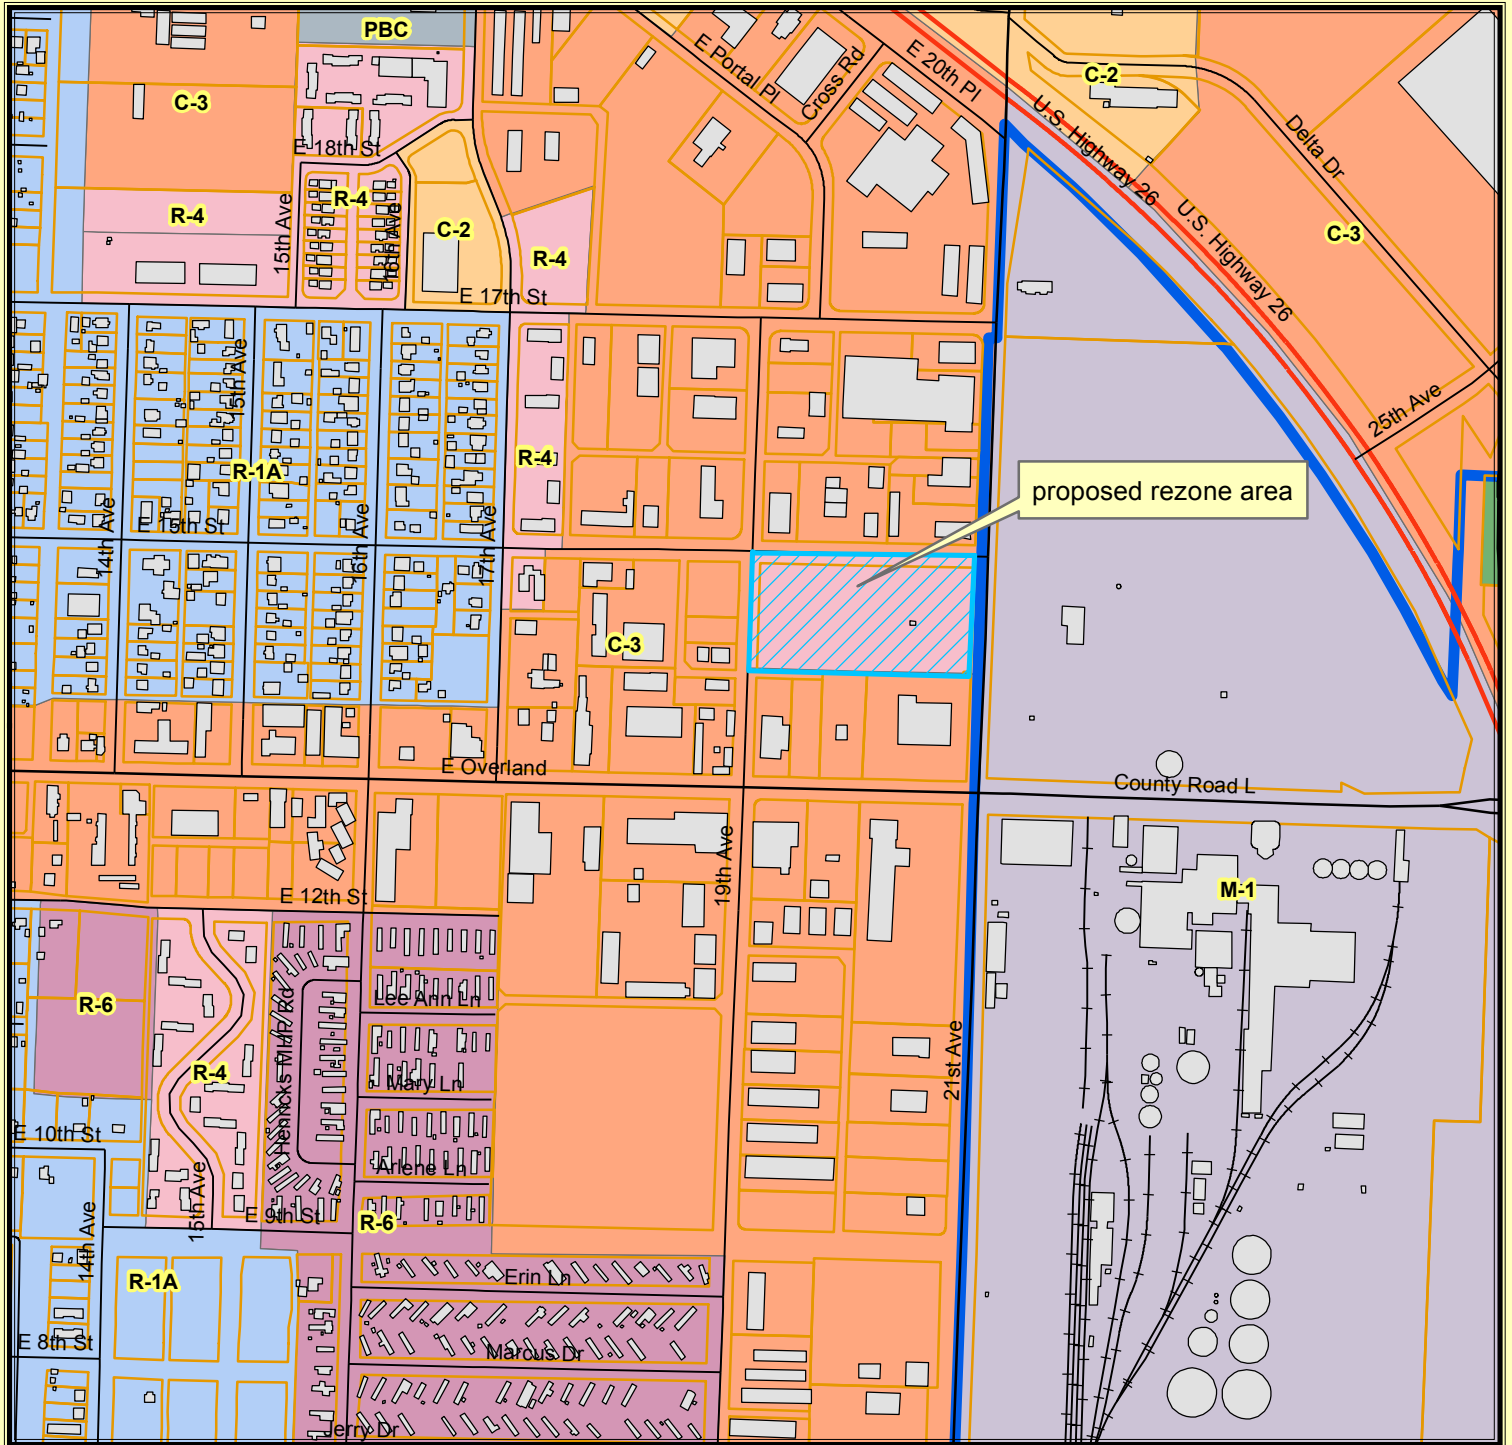 PBC
E Portal Pl
Cross Rd
E 20th Pl
C-2
C-3
U.S. Highway 26
Delta Dr
E 18th St
R-4
R-4
15th Ave
16th Ave
C-2
R-4
U.S. Highway 26
C-3
E 17th St
15th Ave
25th Ave
R-1A
R-4
proposed rezone area
14th Ave
E 15th St
16th Ave
17th Ave
C-3
E Overland
County Road L
19th Ave
M-1
E 12th St
R-6
Lee Ann Ln
Henricks MHP Rd
R-4
Mary Ln
21st Ave
E 10th St
Arlene Ln
15th Ave
E 9th St
R-6
14th Ave
R-1A
Erin Ln
E 8th St
Marcus Dr
Jerry Dr